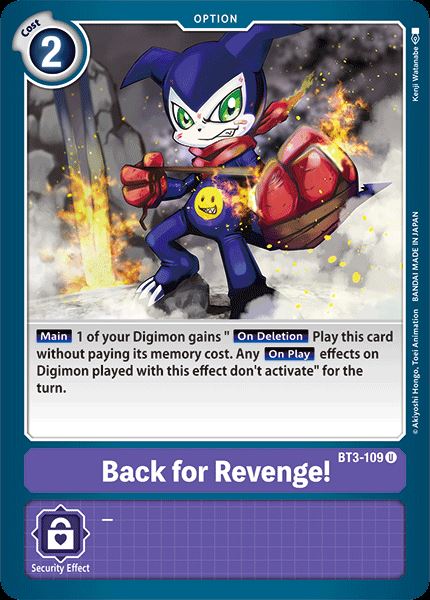 OPTION
Cost
2
Kenji Watanabe
Main 1 of your Digimon gains " On Deletion Play this card
without paying its memory cost. Any On Play effects on
Digimon played with this effect don't activate" for the
turn.
© Akiyoshi Hongo, Toei Animation BANDAI MADE IN JAPAN
BT3-109 U
Back for Revenge!
–
Security Effect